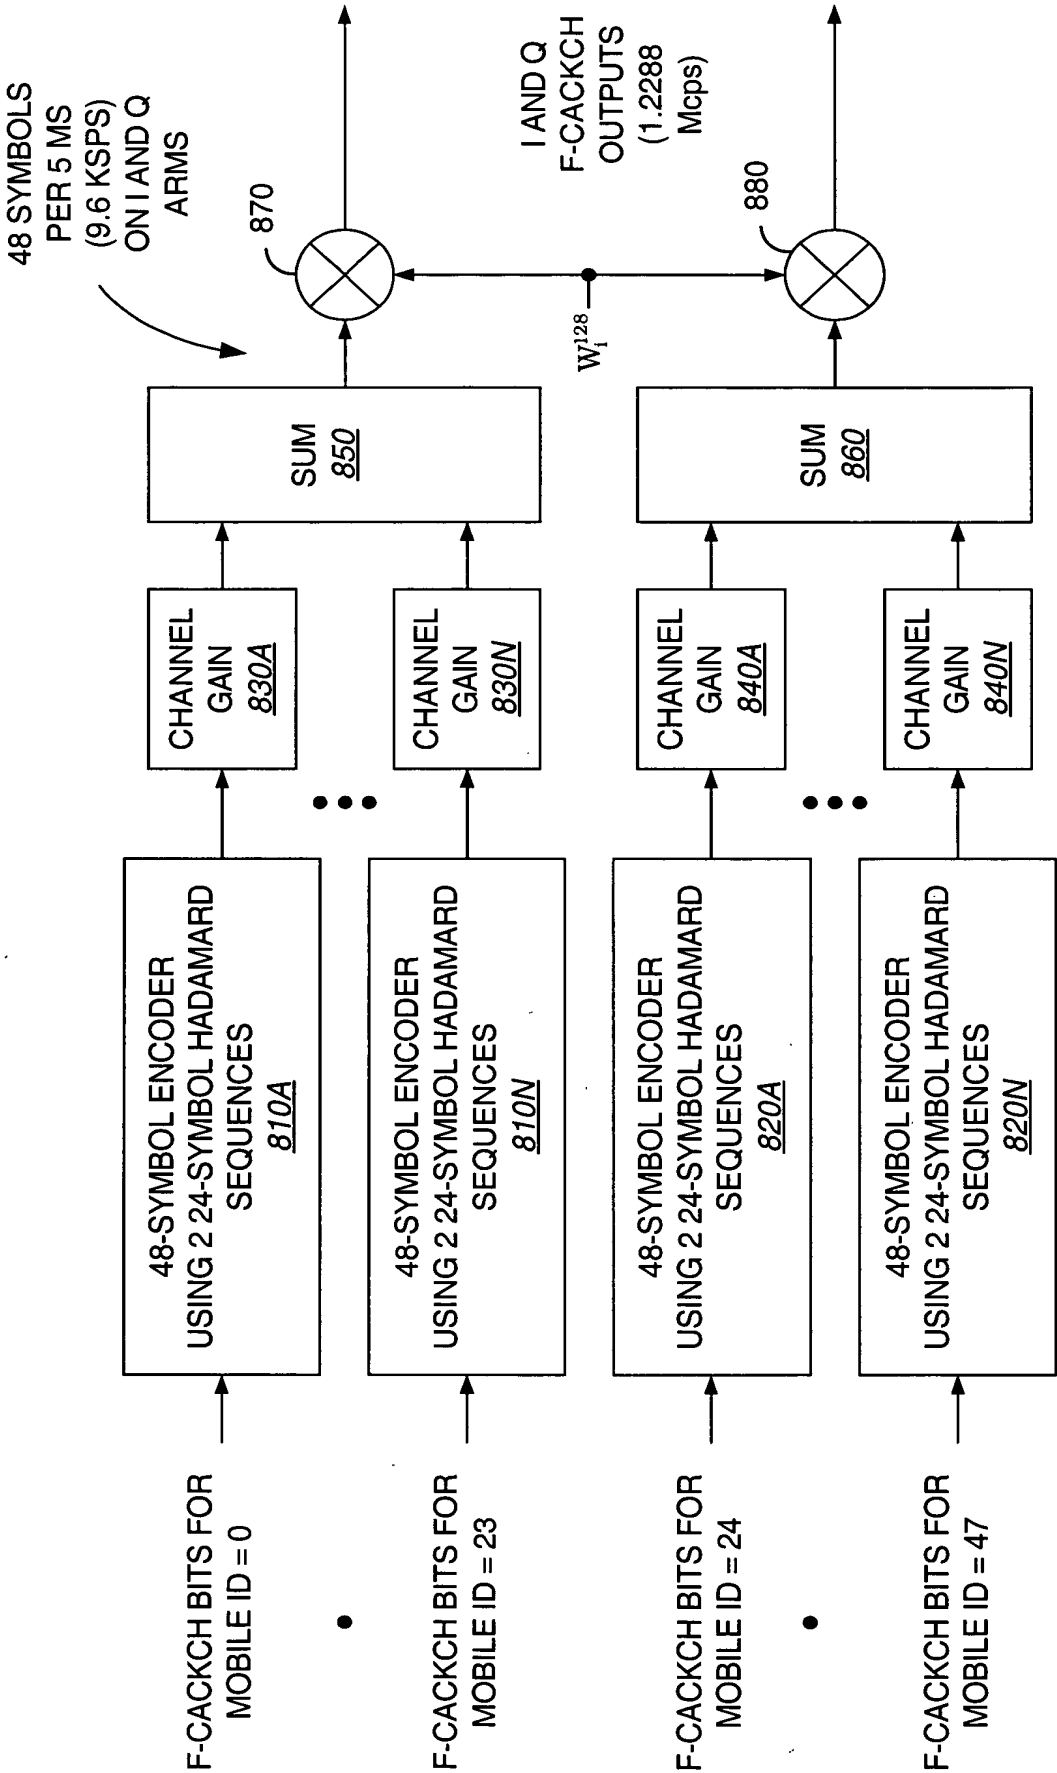 F-CACKCH BITS FOR
MOBILE ID = 0
48-SYMBOL ENCODER
USING 2 24-SYMBOL HADAMARD
SEQUENCES
810A
CHANNEL
GAIN
830A
F-CACKCH BITS FOR
MOBILE ID = 23
48-SYMBOL ENCODER
USING 2 24-SYMBOL HADAMARD
SEQUENCES
810N
CHANNEL
GAIN
830N
SUM
850
48 SYMBOLS
PER 5 MS
(9.6 KSPS)
ON I AND Q
ARMS
870
F-CACKCH BITS FOR
MOBILE ID = 24
48-SYMBOL ENCODER
USING 2 24-SYMBOL HADAMARD
SEQUENCES
820A
CHANNEL
GAIN
840A
F-CACKCH BITS FOR
MOBILE ID = 47
48-SYMBOL ENCODER
USING 2 24-SYMBOL HADAMARD
SEQUENCES
820N
CHANNEL
GAIN
840N
SUM
860
W_i^128
880
I AND Q
F-CACKCH
OUTPUTS
(1.2288
Mcps)